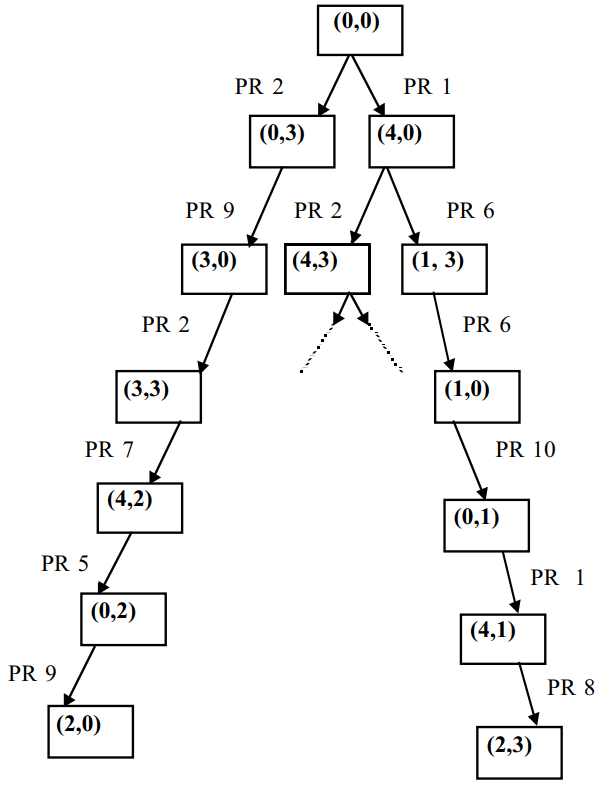 (0,0)
PR 2 PR 1
(0,3) (4,0)
PR 9 PR 2 PR 6
(3,0) (4,3) (1, 3)
PR 2 PR 6
(3,3) (1,0)
PR 7 PR 10
(4,2) (0,1)
PR 5 PR 1
(0,2) (4,1)
PR 9 PR 8
(2,0) (2,3)